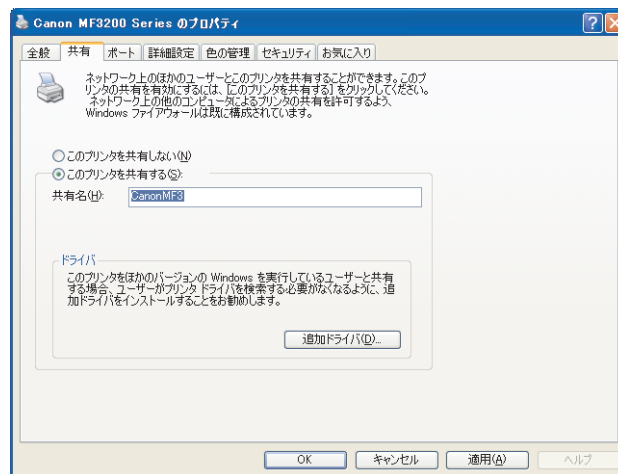 Canon MF3200 Series のプロパティ
全般 共有 ポート 詳細設定 色の管理 セキュリティ お気に入り
ネットワーク上のほかのユーザーとこのプリンタを共有することができます。このプ
リンタの共有を有効にするには、[このプリンタを共有する] をクリックしてください。
ネットワーク上の他のコンピュータによるプリンタの共有を許可するよう、
Windows ファイアウォールは既に構成されています。
このプリンタを共有しない(N)
このプリンタを共有する(S):
共有名(H): CanonMF3
ドライバ
このプリンタをほかのバージョンの Windows を実行しているユーザーと共有
する場合、ユーザーがプリンタ ドライバを検索する必要がなくなるように、追
加ドライバをインストールすることをお勧めします。
追加ドライバ(D)...
OK キャンセル 適用(A) ヘルプ